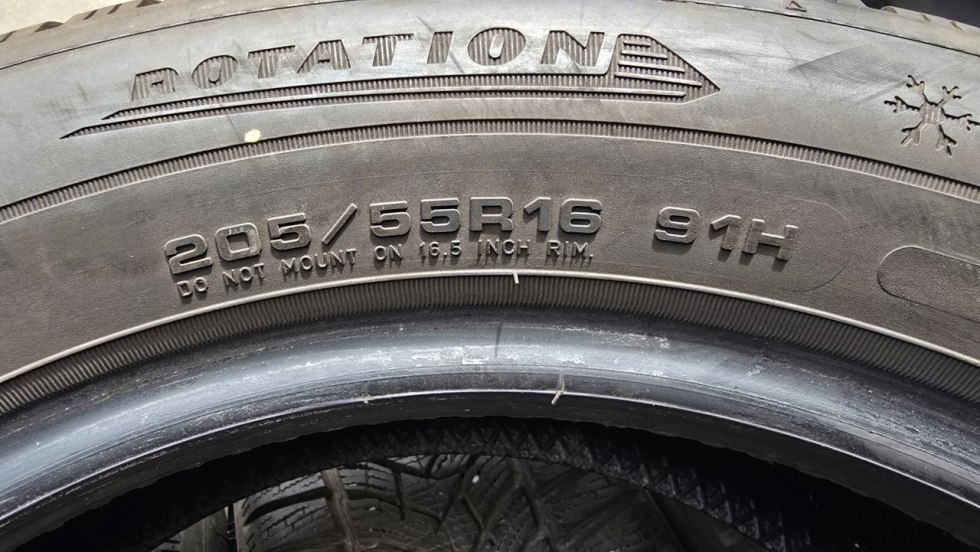 ROTATION
205/55R16 91H
DO NOT MOUNT ON 16.5 INCH RIM.